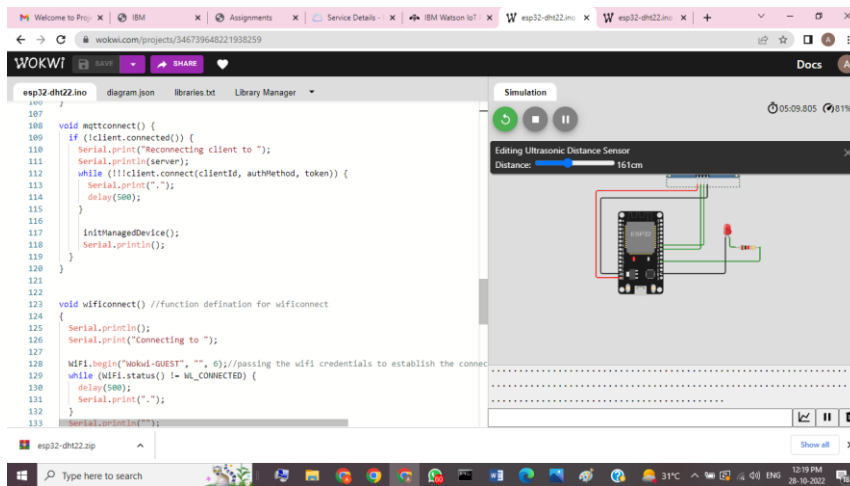 Welcome to Proj
IBM
Assignments
Service Details -
IBM Watson IoT
esp32-dht22.ino
esp32-dht22.ino
wokwi.com/projects/346739648221938259
WOKWI
SAVE
SHARE
Docs
A
esp32-dht22.ino
diagram.json
libraries.txt
Library Manager
Simulation
05:09.805
81%
Editing Ultrasonic Distance Sensor
Distance:
161cm
ESP32
106 }
107
108 void mqttconnect() {
109 if (!client.connected()) {
110 Serial.print("Reconnecting client to ");
111 Serial.println(server);
112 while (!!!client.connect(clientId, authMethod, token)) {
113 Serial.print(".");
114 delay(500);
115 }
116
117 initManagedDevice();
118 Serial.println();
119 }
120 }
121
122
123 void wificonnect() //function defination for wificonnect
124 {
125 Serial.println();
126 Serial.print("Connecting to ");
127
128 WiFi.begin("Wokwi-GUEST", "", 6);//passing the wifi credentials to establish the connec
129 while (WiFi.status() != WL_CONNECTED) {
130 delay(500);
131 Serial.print(".");
132 }
133 Serial.println("");
esp32-dht22.zip
Show all
Type here to search
31°C
ENG
12:19 PM
28-10-2022